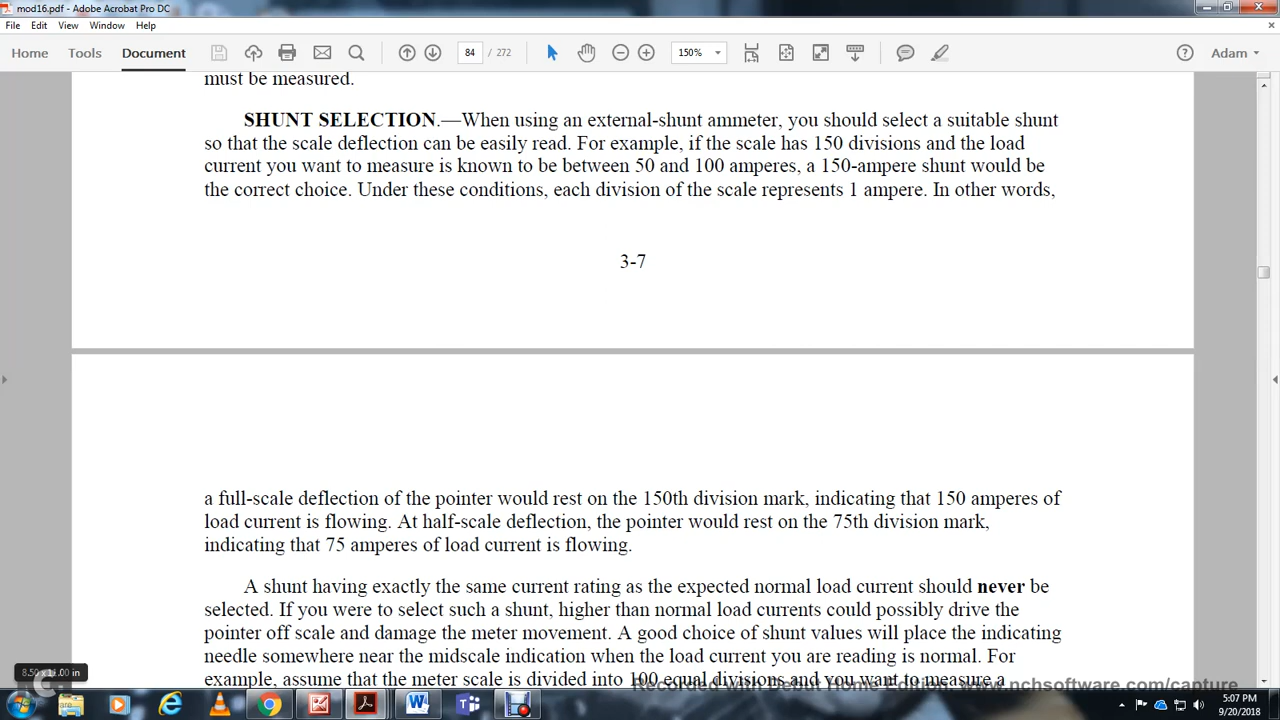 mod16.pdf - Adobe Acrobat Pro DC
File Edit View Window Help
Home Tools Document 84 / 272 150% Adam
must be measured.
SHUNT SELECTION.—When using an external-shunt ammeter, you should select a suitable shunt
so that the scale deflection can be easily read. For example, if the scale has 150 divisions and the load
current you want to measure is known to be between 50 and 100 amperes, a 150-ampere shunt would be
the correct choice. Under these conditions, each division of the scale represents 1 ampere. In other words,
3-7
a full-scale deflection of the pointer would rest on the 150th division mark, indicating that 150 amperes of
load current is flowing. At half-scale deflection, the pointer would rest on the 75th division mark,
indicating that 75 amperes of load current is flowing.
A shunt having exactly the same current rating as the expected normal load current should never be
selected. If you were to select such a shunt, higher than normal load currents could possibly drive the
pointer off scale and damage the meter movement. A good choice of shunt values will place the indicating
needle somewhere near the midscale indication when the load current you are reading is normal. For
example, assume that the meter scale is divided into 100 equal divisions and you want to measure a
8.50 x 11.00 in
Recorded with Debut Home Edition www.nchsoftware.com/capture
5:07 PM
9/20/2018